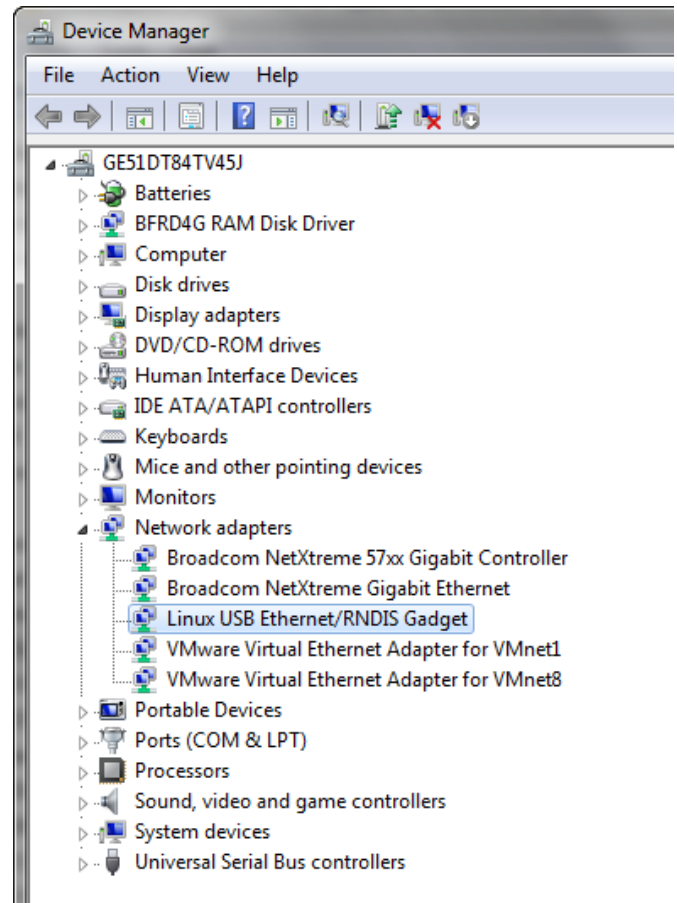 Device Manager
File Action View Help
GE51DT84TV45J
Batteries
BFRD4G RAM Disk Driver
Computer
Disk drives
Display adapters
DVD/CD-ROM drives
Human Interface Devices
IDE ATA/ATAPI controllers
Keyboards
Mice and other pointing devices
Monitors
Network adapters
Broadcom NetXtreme 57xx Gigabit Controller
Broadcom NetXtreme Gigabit Ethernet
Linux USB Ethernet/RNDIS Gadget
VMware Virtual Ethernet Adapter for VMnet1
VMware Virtual Ethernet Adapter for VMnet8
Portable Devices
Ports (COM & LPT)
Processors
Sound, video and game controllers
System devices
Universal Serial Bus controllers